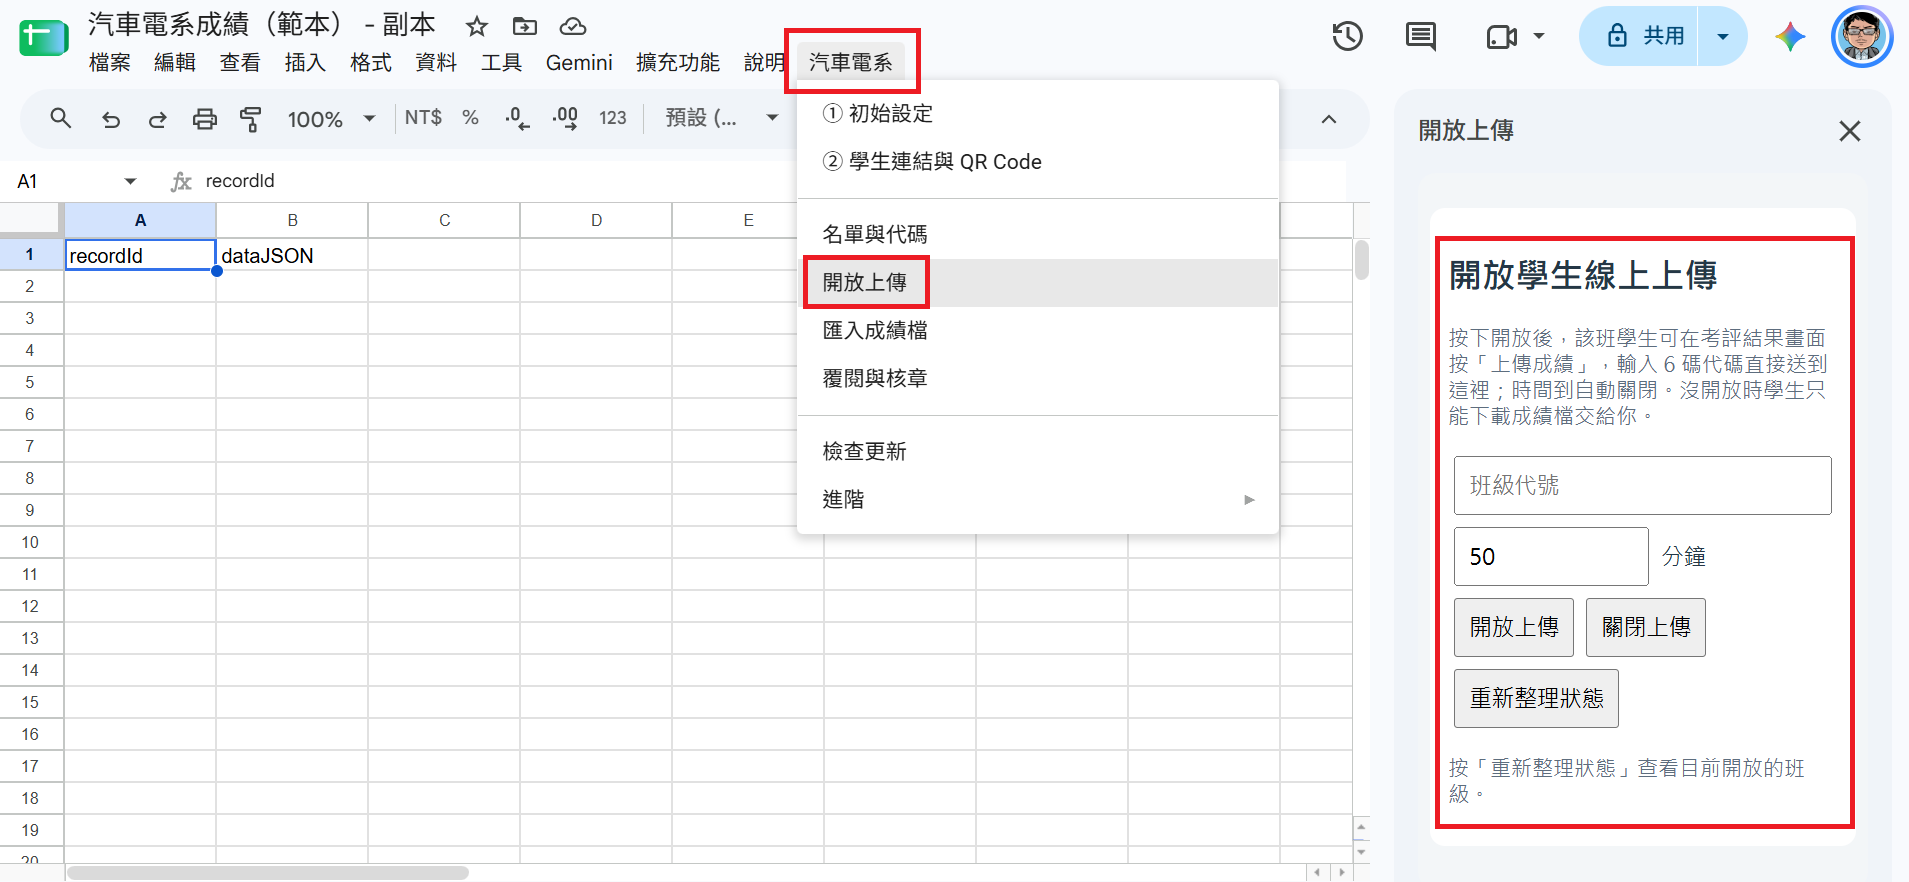 汽車電系成績（範本） - 副本
檔案 編輯 查看 插入 格式 資料 工具 Gemini 擴充功能 說明 汽車電系
共用
100% NT$ % .0 .00 123 預設 (...
A1 fx recordId
A B C D E
1 recordId dataJSON
2
3
4
5
6
7
8
9
10
11
12
13
14
15
16
17
18
19
20
① 初始設定
② 學生連結與 QR Code
名單與代碼
開放上傳
匯入成績檔
覆閱與核章
檢查更新
進階
開放上傳
開放學生線上上傳
按下開放後，該班學生可在考評結果畫面
按「上傳成績」，輸入 6 碼代碼直接送到
這裡；時間到自動關閉。沒開放時學生只
能下載成績檔交給你。
班級代號
50 分鐘
開放上傳 關閉上傳
重新整理狀態
按「重新整理狀態」查看目前開放的班
級。